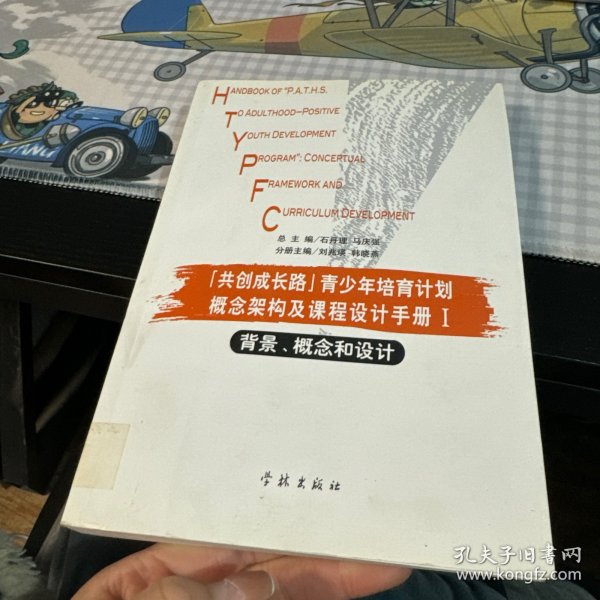 HANDBOOK OF "P.A.T.H.S.
TO ADULTHOOD—POSITIVE
YOUTH DEVELOPMENT
PROGRAM": CONCERTUAL
FRAMEWORK AND
CURRICULUM DEVELOPMENT
总 主 编/石丹理 马庆强
分册主编/刘兆瑛 韩晓燕
「共创成长路」青少年培育计划
概念架构及课程设计手册 I
背景、概念和设计
学林出版社
孔夫子旧书网
www.kongfz.com